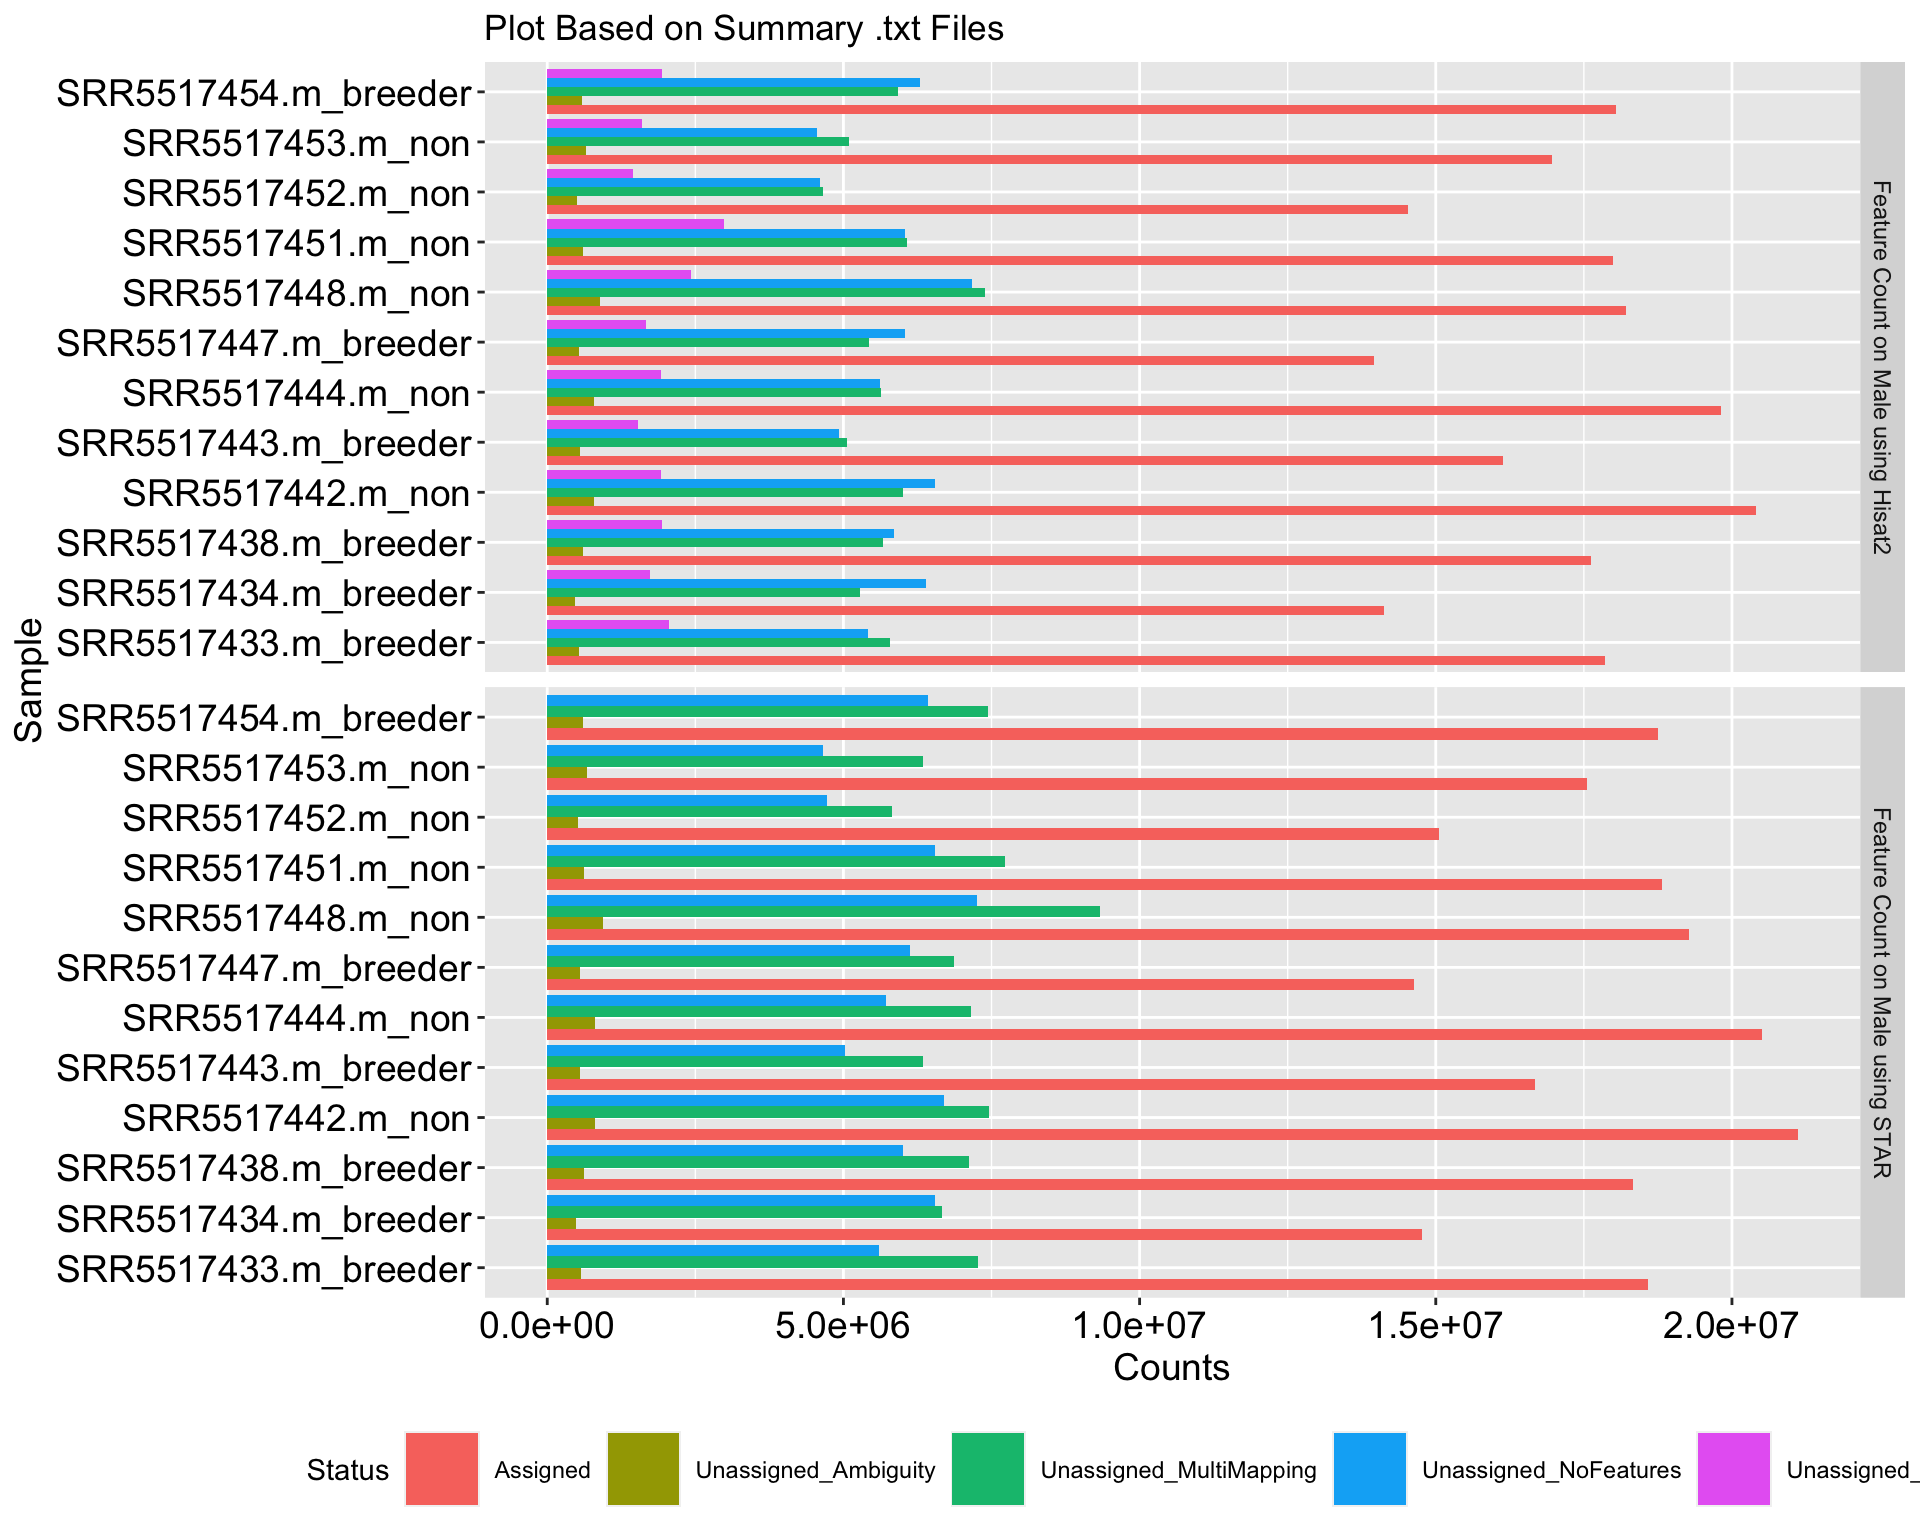 Plot Based on Summary .txt Files
Sample
SRR5517454.m_breeder
SRR5517453.m_non
SRR5517452.m_non
SRR5517451.m_non
SRR5517448.m_non
SRR5517447.m_breeder
SRR5517444.m_non
SRR5517443.m_breeder
SRR5517442.m_non
SRR5517438.m_breeder
SRR5517434.m_breeder
SRR5517433.m_breeder
Feature Count on Male using Hisat2
SRR5517454.m_breeder
SRR5517453.m_non
SRR5517452.m_non
SRR5517451.m_non
SRR5517448.m_non
SRR5517447.m_breeder
SRR5517444.m_non
SRR5517443.m_breeder
SRR5517442.m_non
SRR5517438.m_breeder
SRR5517434.m_breeder
SRR5517433.m_breeder
Feature Count on Male using STAR
0.0e+00 5.0e+06 1.0e+07 1.5e+07 2.0e+07
Counts
Status Assigned Unassigned_Ambiguity Unassigned_MultiMapping Unassigned_NoFeatures Unassigned_